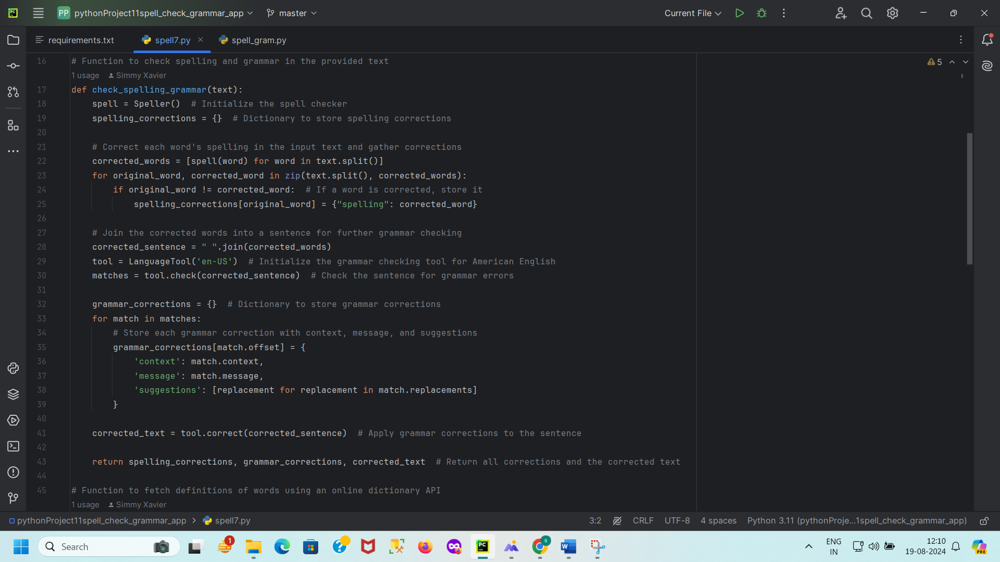 PC
PP pythonProject11spell_check_grammar_app master Current File
requirements.txt spell7.py spell_gram.py
16 # Function to check spelling and grammar in the provided text 5
1 usage Simmy Xavier
17 def check_spelling_grammar(text):
18 spell = Speller() # Initialize the spell checker
19 spelling_corrections = {} # Dictionary to store spelling corrections
20
21 # Correct each word's spelling in the input text and gather corrections
22 corrected_words = [spell(word) for word in text.split()]
23 for original_word, corrected_word in zip(text.split(), corrected_words):
24 if original_word != corrected_word: # If a word is corrected, store it
25 spelling_corrections[original_word] = {"spelling": corrected_word}
26
27 # Join the corrected words into a sentence for further grammar checking
28 corrected_sentence = " ".join(corrected_words)
29 tool = LanguageTool('en-US') # Initialize the grammar checking tool for American English
30 matches = tool.check(corrected_sentence) # Check the sentence for grammar errors
31
32 grammar_corrections = {} # Dictionary to store grammar corrections
33 for match in matches:
34 # Store each grammar correction with context, message, and suggestions
35 grammar_corrections[match.offset] = {
36 'context': match.context,
37 'message': match.message,
38 'suggestions': [replacement for replacement in match.replacements]
39 }
40
41 corrected_text = tool.correct(corrected_sentence) # Apply grammar corrections to the sentence
42
43 return spelling_corrections, grammar_corrections, corrected_text # Return all corrections and the corrected text
44
45 # Function to fetch definitions of words using an online dictionary API
1 usage Simmy Xavier
pythonProject11spell_check_grammar_app > spell7.py 3:2 CRLF UTF-8 4 spaces Python 3.11 (pythonProje...1spell_check_grammar_app)
Search 1 PC S W ENG 12:10
IN 19-08-2024 PRE